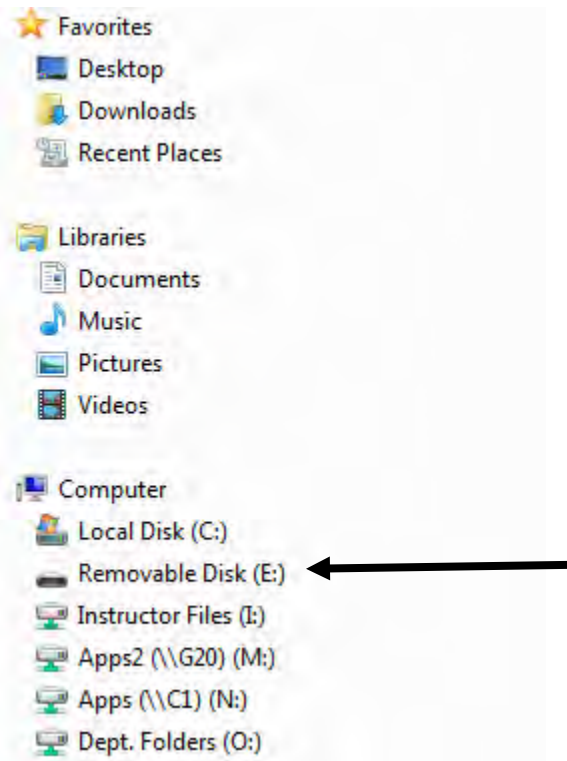 Favorites
Desktop
Downloads
Recent Places
Libraries
Documents
Music
Pictures
Videos
Computer
Local Disk (C:)
Removable Disk (E:)
Instructor Files (I:)
Apps2 (\\G20) (M:)
Apps (\\C1) (N:)
Dept. Folders (O:)